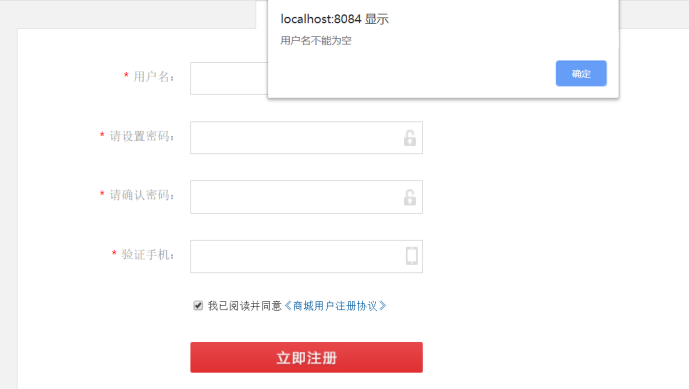 localhost:8084 显示
用户名不能为空
确定
* 用户名：
* 请设置密码：
* 请确认密码：
* 验证手机：
我已阅读并同意《商城用户注册协议》
立即注册